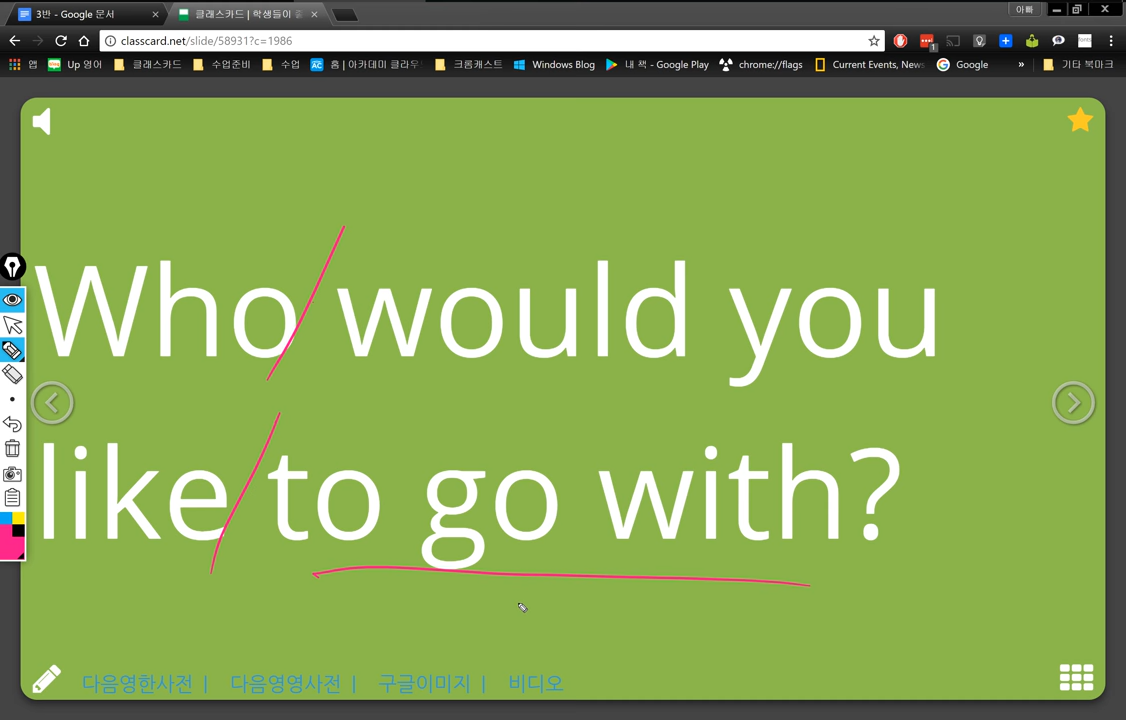 3반 - Google 문서
클래스카드 | 학생들이 좋
아빠
classcard.net/slide/58931?c=1986
앱 Up 영어 클래스카드 수업준비 수업 홈 | 아카데미 클라우 크롬캐스트 Windows Blog 내 책 - Google Play chrome://flags Current Events, News Google » 기타 북마크
Who would you
like to go with?
다음영한사전 | 다음영영사전 | 구글이미지 | 비디오